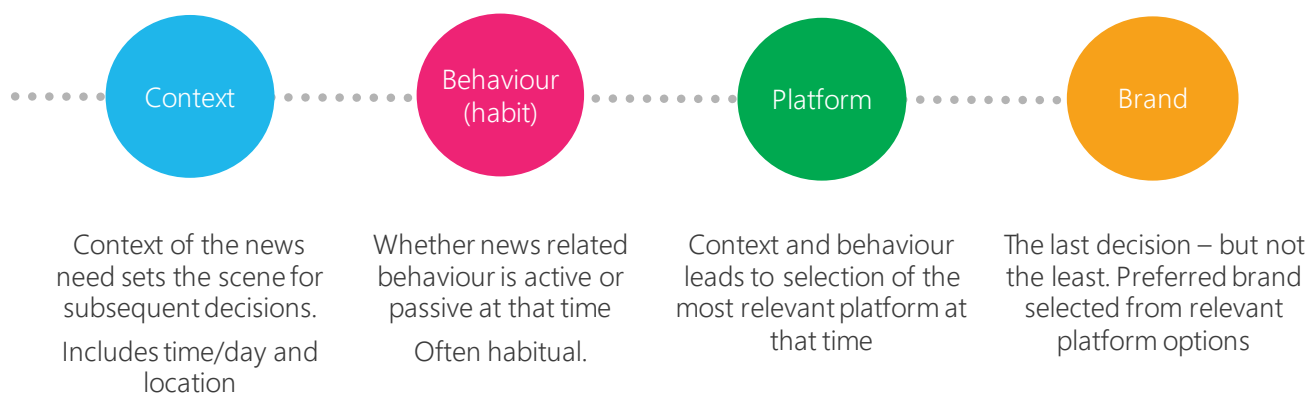 Context
Behaviour
(habit)
Platform
Brand
Context of the news
need sets the scene for
subsequent decisions.
Includes time/day and
location
Whether news related
behaviour is active or
passive at that time
Often habitual.
Context and behaviour
leads to selection of the
most relevant platform at
that time
The last decision – but not
the least. Preferred brand
selected from relevant
platform options